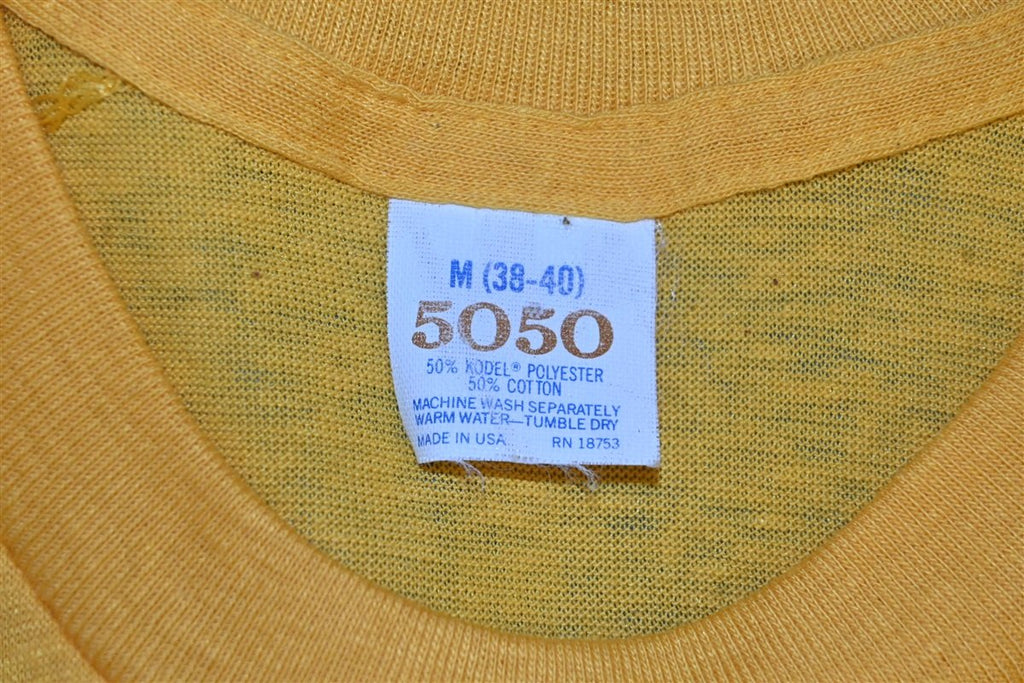 M (38-40)
5050
50% KODEL® POLYESTER
50% COTTON
MACHINE WASH SEPARATELY
WARM WATER—TUMBLE DRY
MADE IN USA. RN 18753